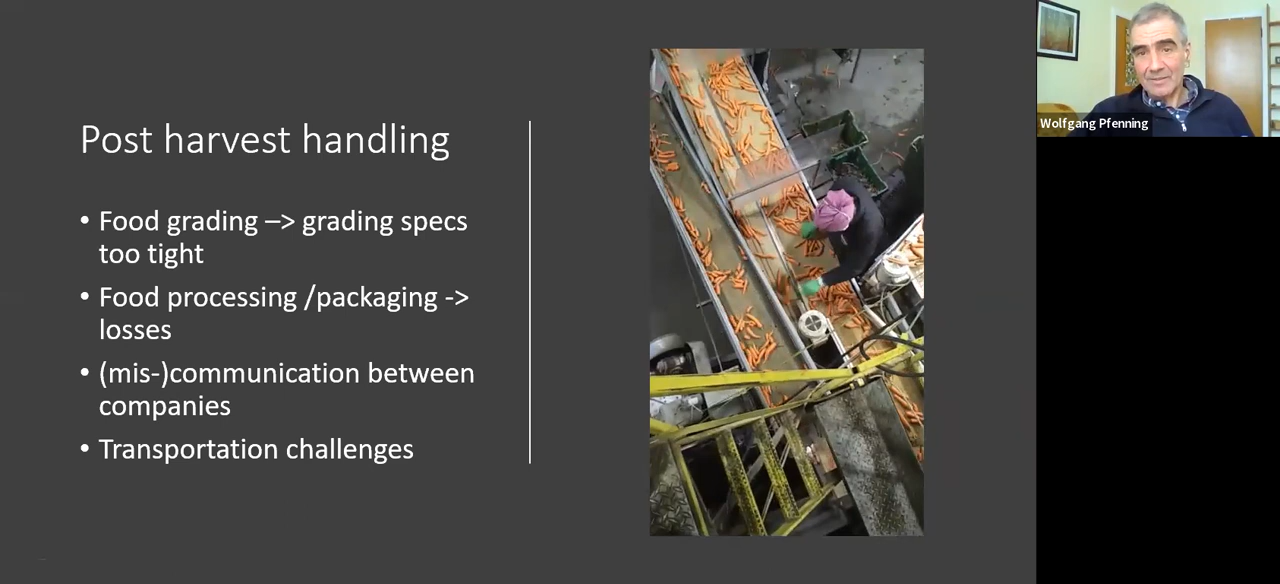 Post harvest handling
• Food grading –> grading specs
too tight
• Food processing /packaging ->
losses
• (mis-)communication between
companies
• Transportation challenges
Wolfgang Pfenning